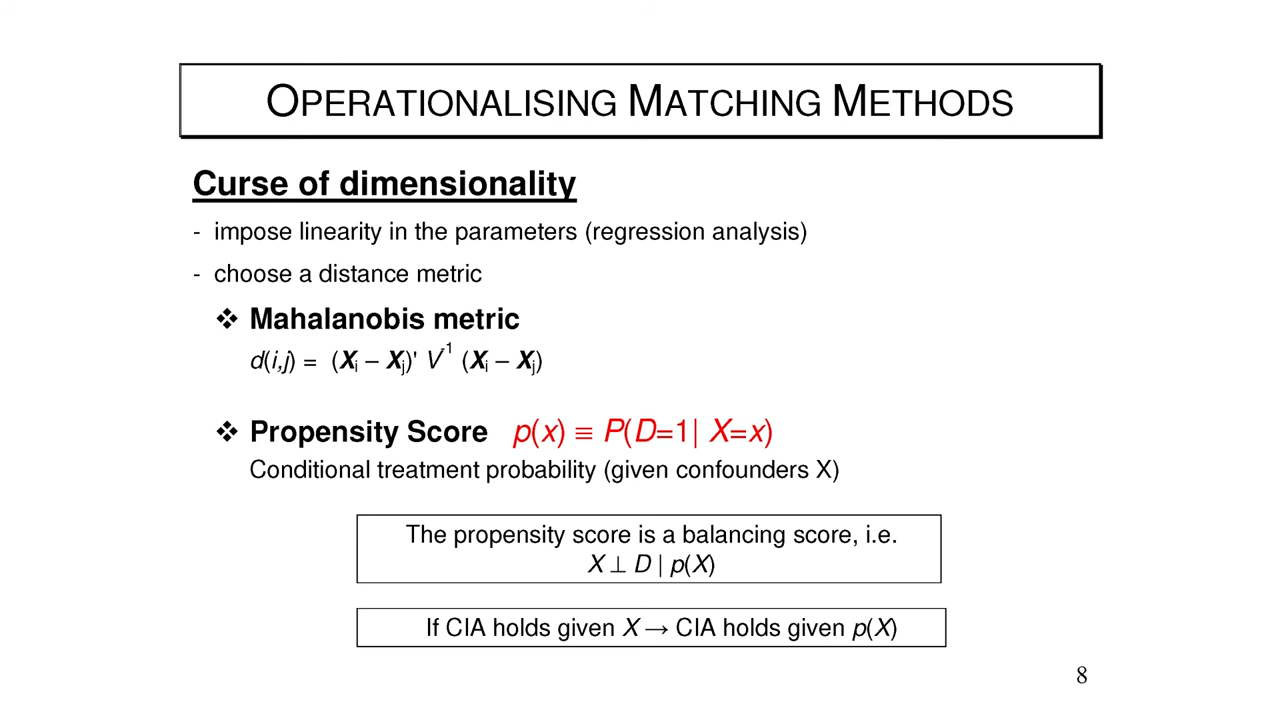 OPERATIONALISING MATCHING METHODS
Curse of dimensionality
- impose linearity in the parameters (regression analysis)
- choose a distance metric
❖ Mahalanobis metric
d(i,j) = (Xi – Xj)' V-1 (Xi – Xj)
❖ Propensity Score p(x) ≡ P(D=1| X=x)
Conditional treatment probability (given confounders X)
The propensity score is a balancing score, i.e.
X ⊥ D | p(X)
If CIA holds given X → CIA holds given p(X)
8